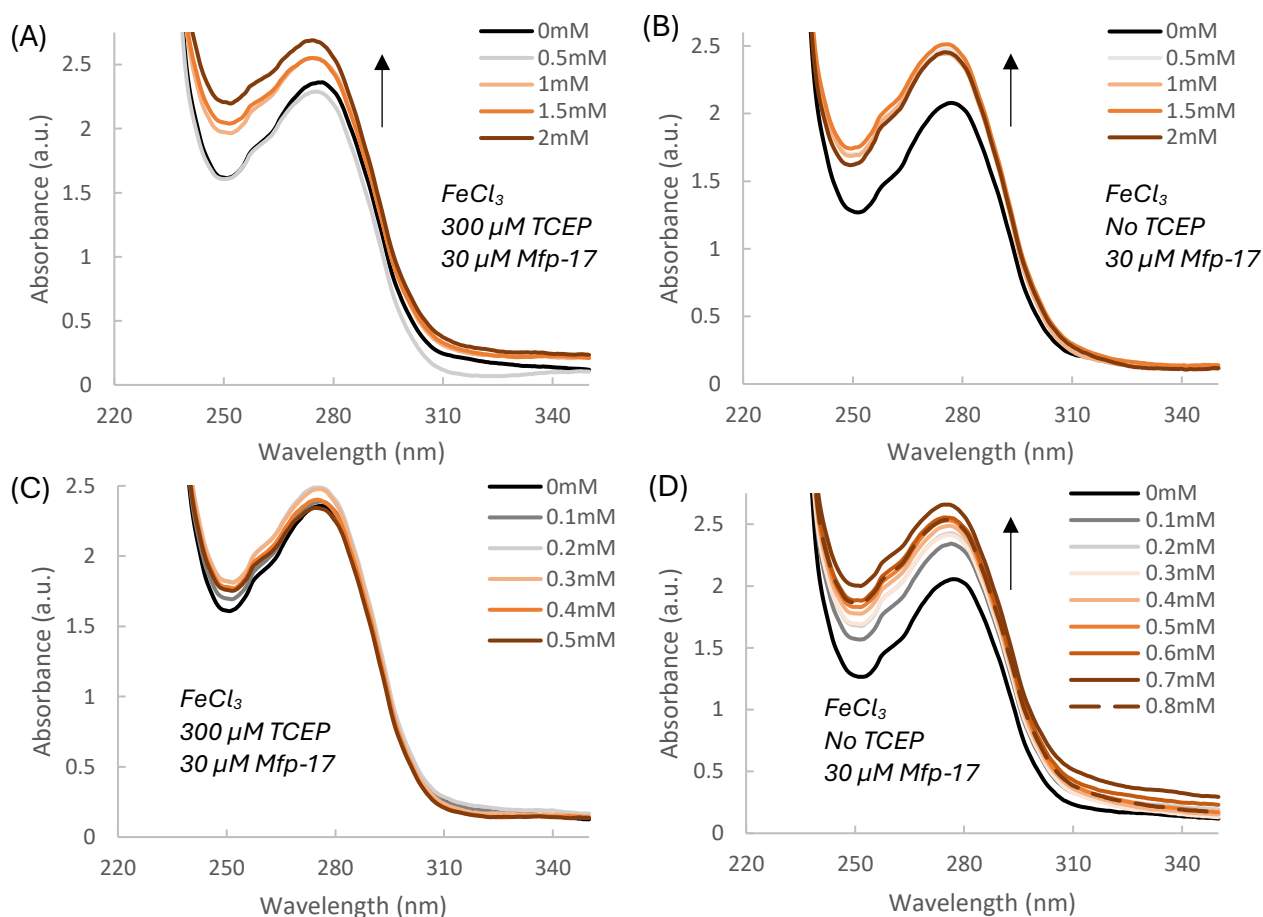 (A)
0mM
0.5mM
1mM
1.5mM
2mM
2.5
2
1.5
1
0.5
0
Absorbance (a.u.)
FeCl₃
300 μM TCEP
30 μM Mfp-17
220 250 280 310 340
Wavelength (nm)
(B)
0mM
0.5mM
1mM
1.5mM
2mM
2.5
2
1.5
1
0.5
0
Absorbance (a.u.)
FeCl₃
No TCEP
30 μM Mfp-17
220 250 280 310 340
Wavelength (nm)
(C)
0mM
0.1mM
0.2mM
0.3mM
0.4mM
0.5mM
2.5
2
1.5
1
0.5
0
Absorbance (a.u.)
FeCl₃
300 μM TCEP
30 μM Mfp-17
220 250 280 310 340
Wavelength (nm)
(D)
0mM
0.1mM
0.2mM
0.3mM
0.4mM
0.5mM
0.6mM
0.7mM
0.8mM
2.5
2
1.5
1
0.5
0
Absorbance (a.u.)
FeCl₃
No TCEP
30 μM Mfp-17
220 250 280 310 340
Wavelength (nm)